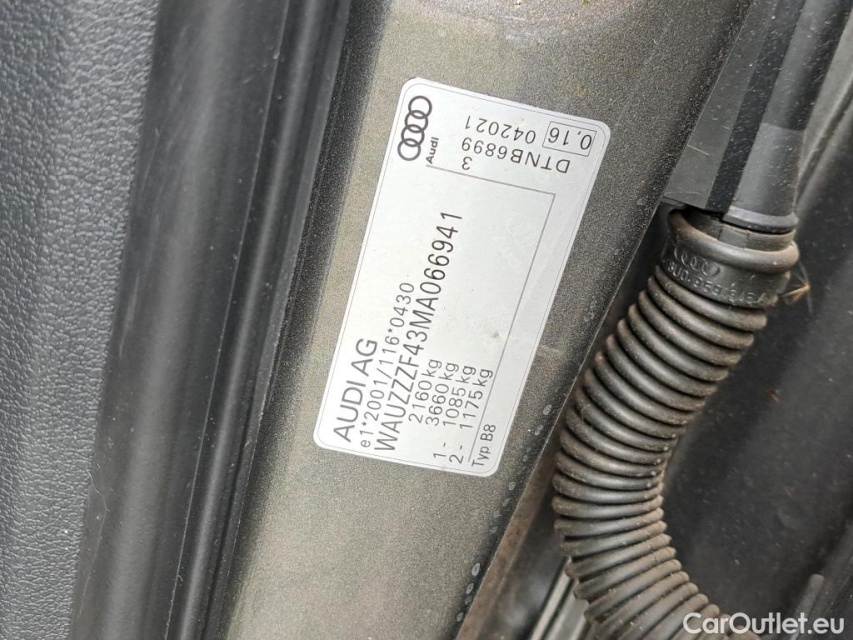 AUDI AG
e1*2001/116*0430
WAUZZZF43MA066941
2160 kg
3660 kg
1- 1085 kg
2- 1175 kg
Typ B8
Audi
3
DTNB6899
042021
0,16
CarOutlet.eu